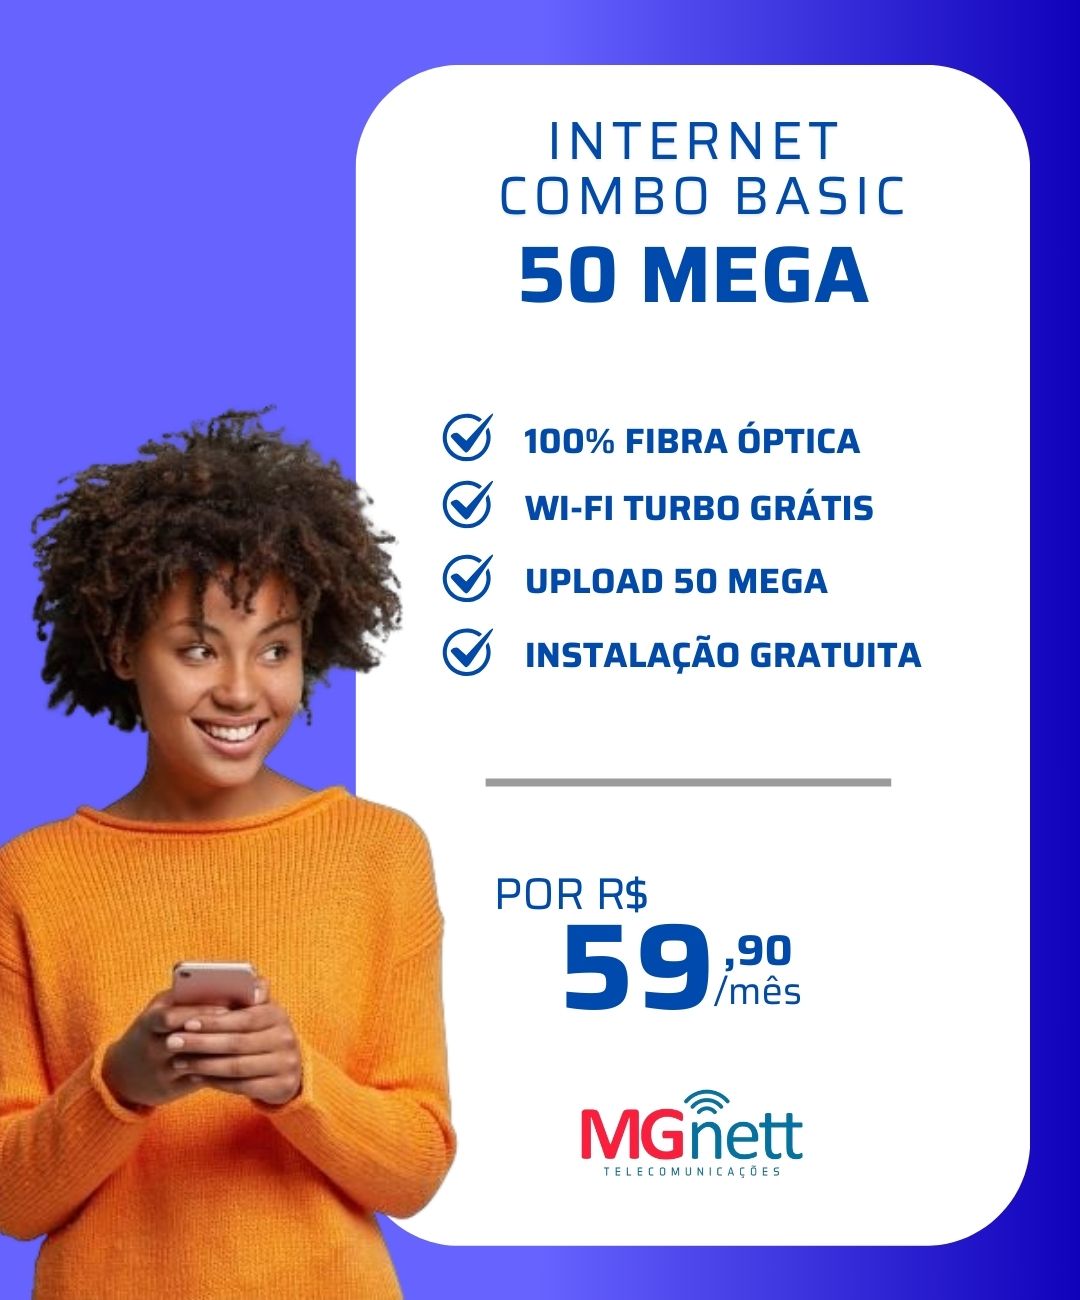 INTERNET
COMBO BASIC
50 MEGA
100% FIBRA ÓPTICA
WI-FI TURBO GRÁTIS
UPLOAD 50 MEGA
INSTALAÇÃO GRATUITA
POR R$
59,90
/mês
MGnett
TELECOMUNICAÇÕES